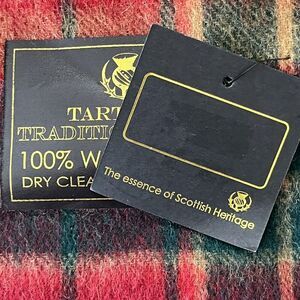 TART
TRADITIO
100% W
DRY CLEA
The essence of Scottish Heritage